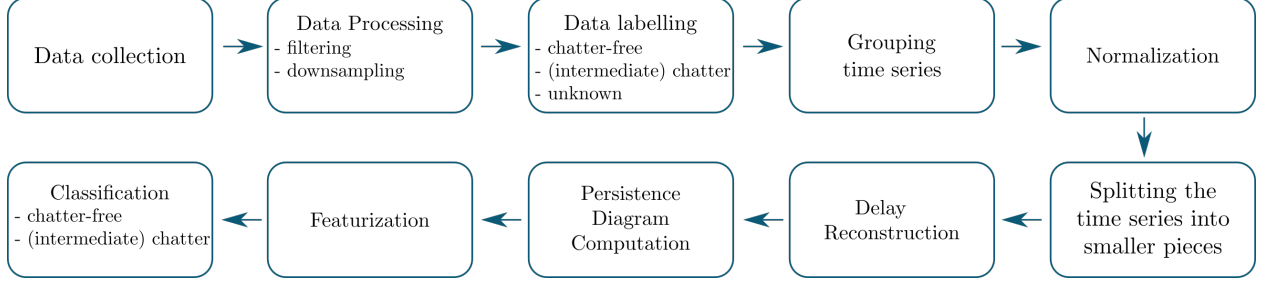 Data collection
Data Processing
- filtering
- downsampling
Data labelling
- chatter-free
- (intermediate) chatter
- unknown
Grouping
time series
Normalization
Splitting the
time series into
smaller pieces
Delay
Reconstruction
Persistence
Diagram
Computation
Featurization
Classification
- chatter-free
- (intermediate) chatter